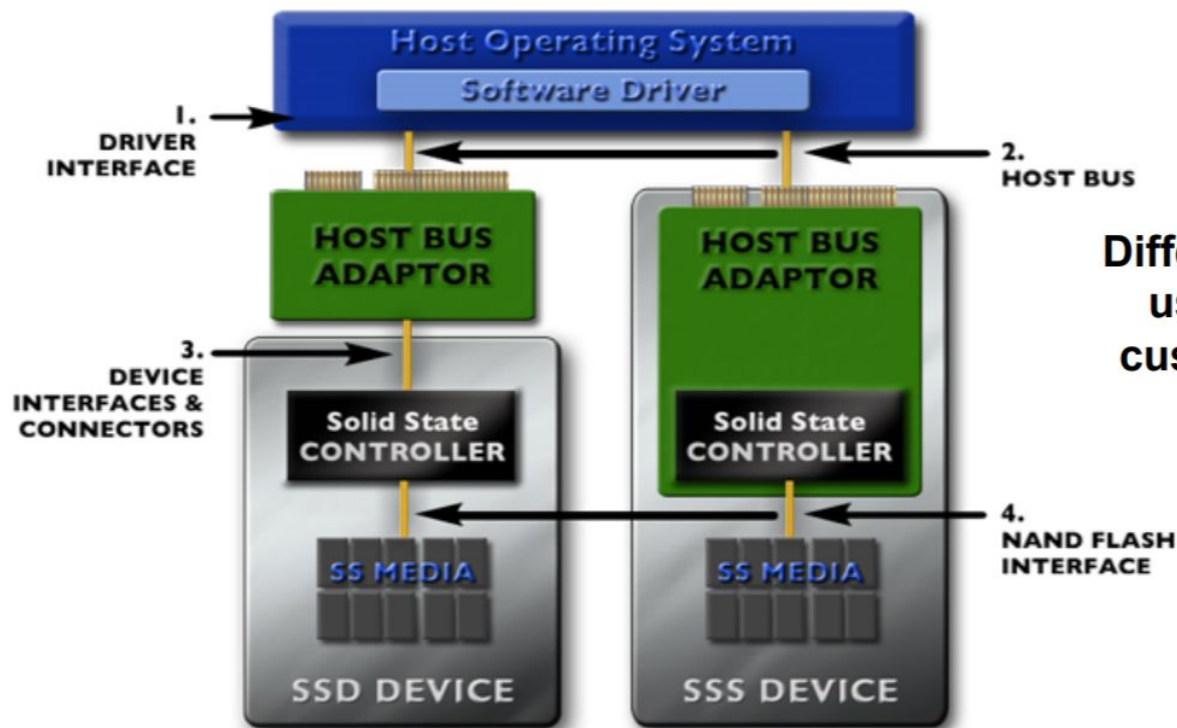 Host Operating System
Software Driver
1.
DRIVER
INTERFACE
2.
HOST BUS
HOST BUS
ADAPTOR
HOST BUS
ADAPTOR
3.
DEVICE
INTERFACES &
CONNECTORS
Solid State
CONTROLLER
Solid State
CONTROLLER
4.
NAND FLASH
INTERFACE
SS MEDIA
SS MEDIA
SSD DEVICE
SSS DEVICE